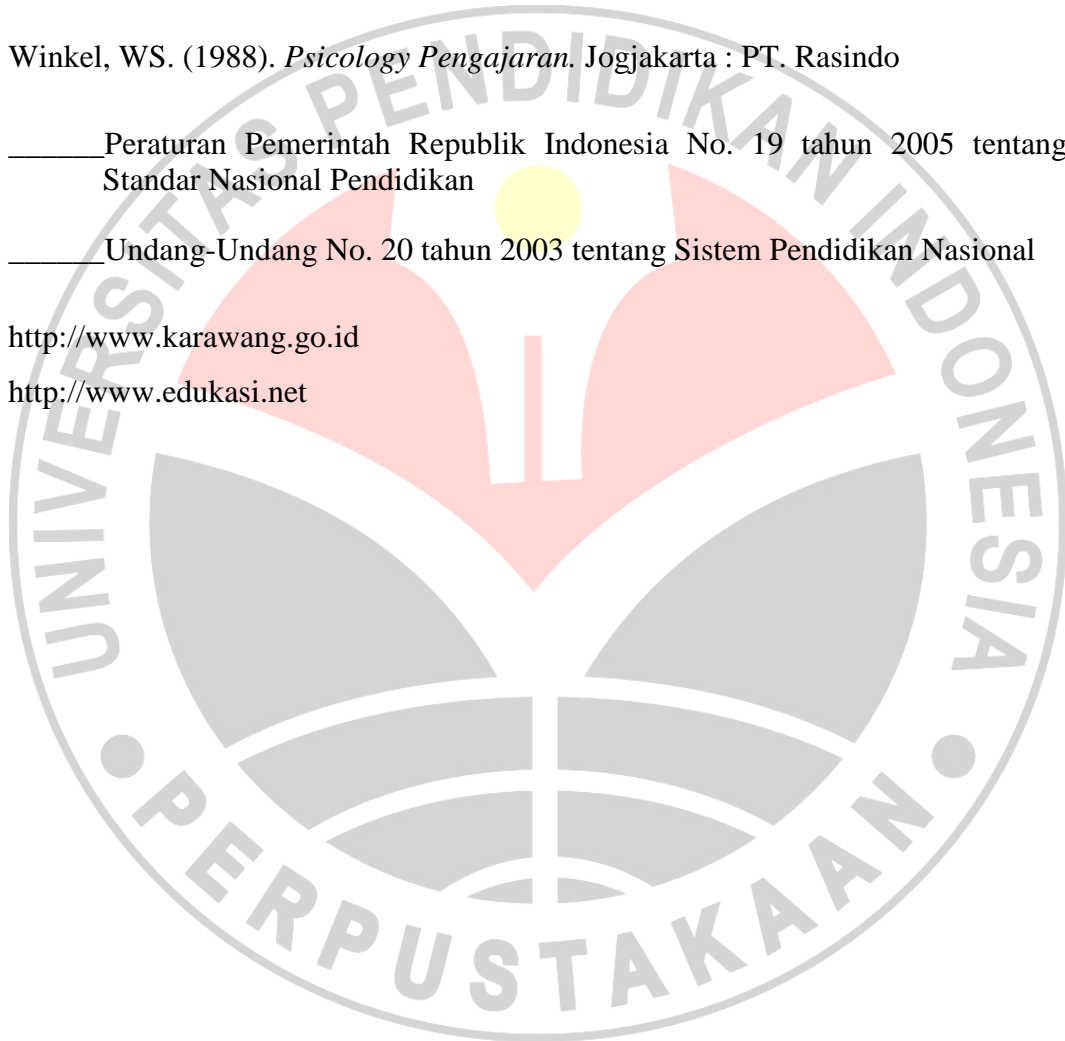 Winkel, WS. (1988). Psicology Pengajaran. Jogjakarta : PT. Rasindo
______Peraturan Pemerintah Republik Indonesia No. 19 tahun 2005 tentang
Standar Nasional Pendidikan
______Undang-Undang No. 20 tahun 2003 tentang Sistem Pendidikan Nasional
http://www.karawang.go.id
http://www.edukasi.net
UNIVERSITAS PENDIDIKAN INDONESIA
PERPUSTAKAAN